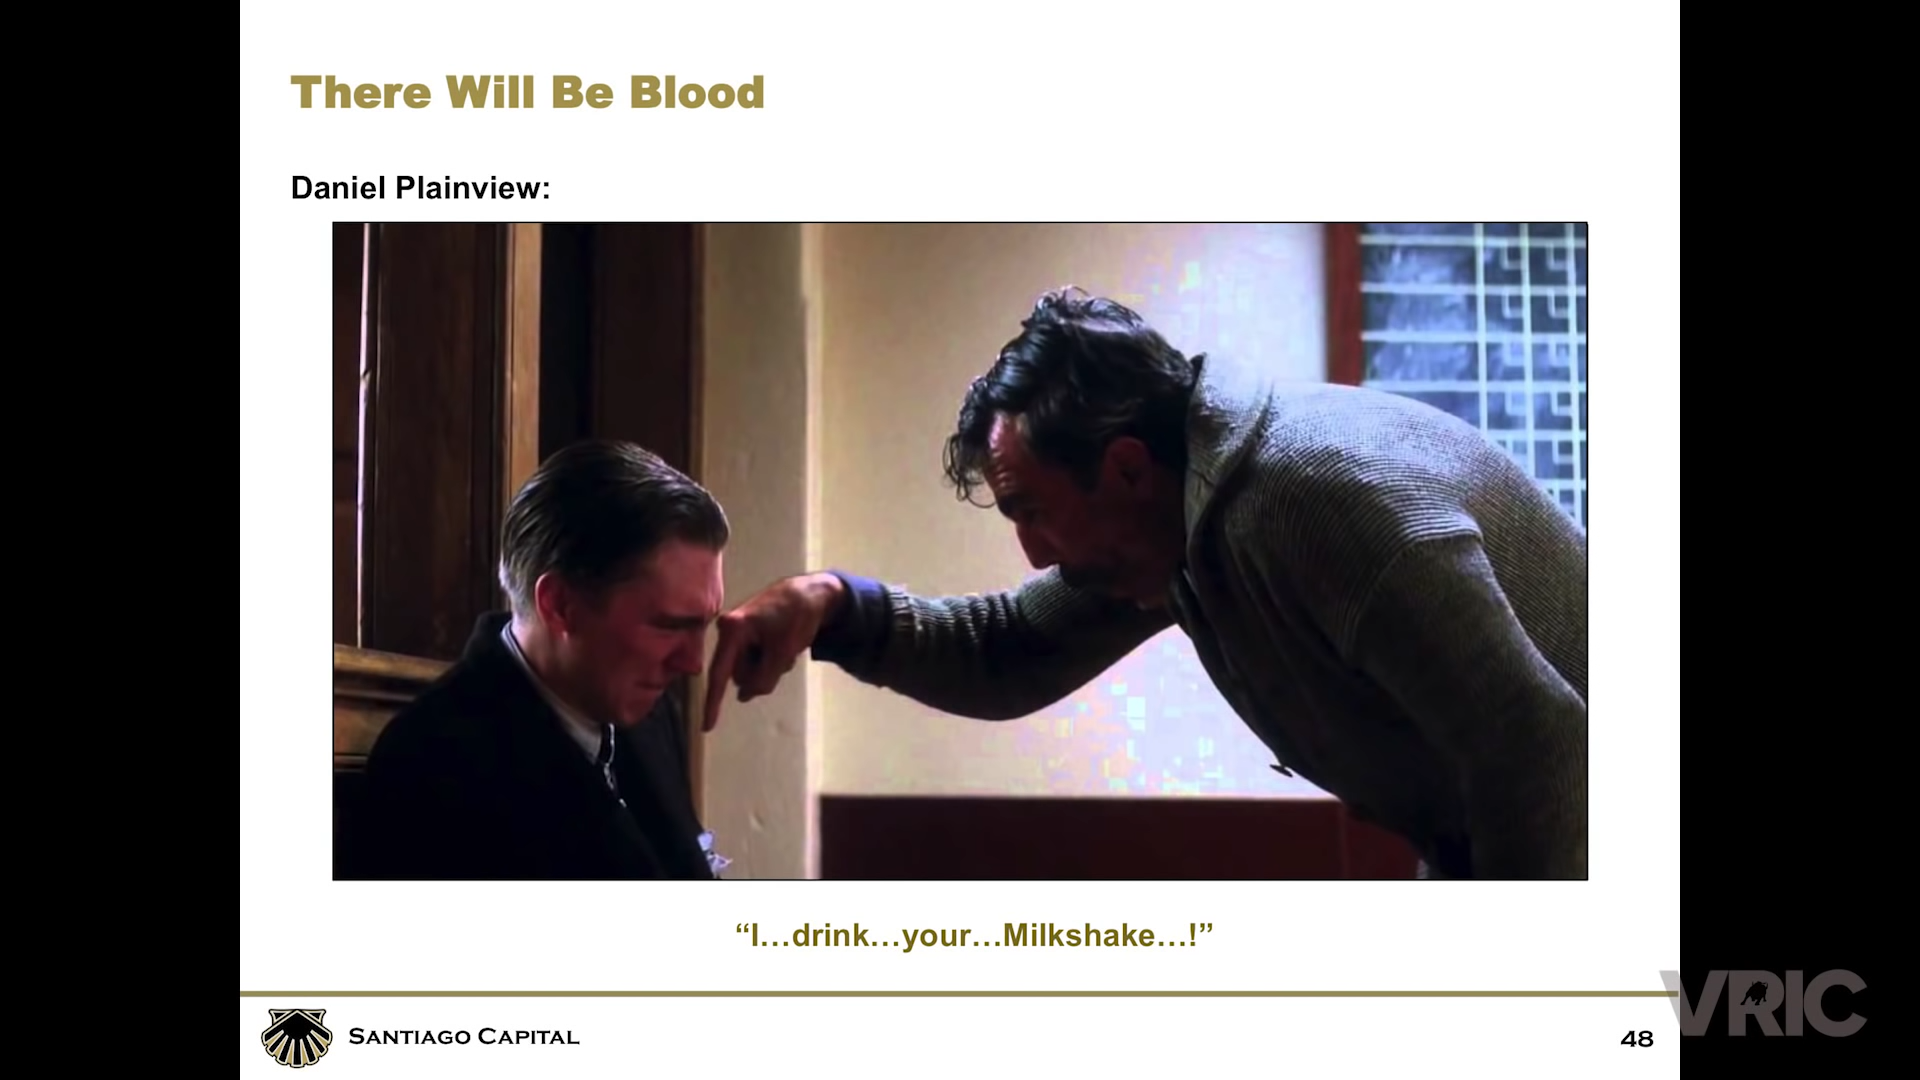 There Will Be Blood
Daniel Plainview:
“I…drink…your…Milkshake…!”
SANTIAGO CAPITAL
48
VRIC